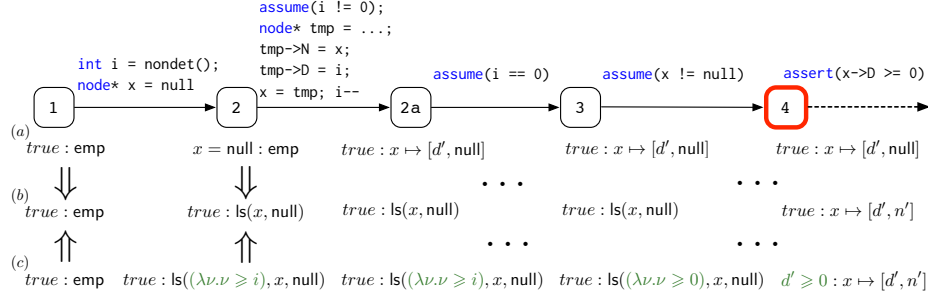 assume(i != 0);
node* tmp = ...;
tmp->N = x;
tmp->D = i;
x = tmp; i--
int i = nondet();
node* x = null
assume(i == 0)
assume(x != null)
assert(x->D >= 0)
1 2 2a 3 4
(a)
true : emp x = null : emp true : x ↦ [d′, null] true : x ↦ [d′, null] true : x ↦ [d′, null]
⇓ ⇓ ··· ···
(b)
true : emp true : ls(x, null) true : ls(x, null) true : ls(x, null) true : x ↦ [d′, n′]
⇑ ⇑ ··· ···
(c)
true : emp true : ls((λν.ν ⩾ i), x, null) true : ls((λν.ν ⩾ i), x, null) true : ls((λν.ν ⩾ 0), x, null) d′ ⩾ 0 : x ↦ [d′, n′]